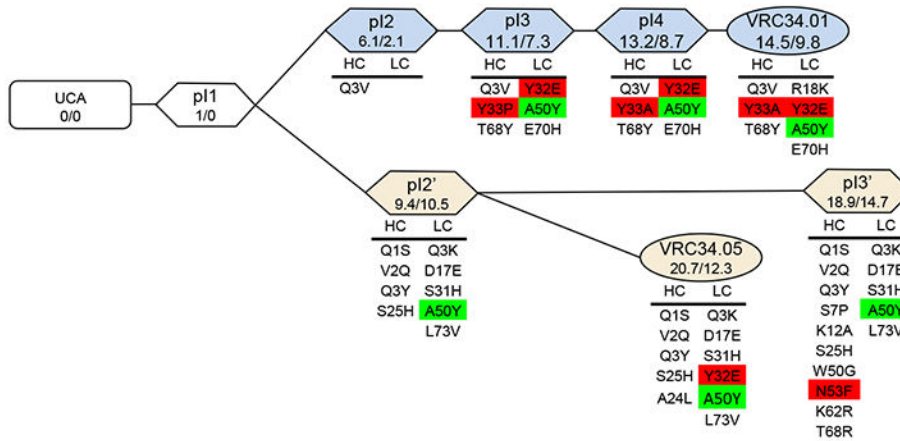 pI2
6.1/2.1
pI3
11.1/7.3
pI4
13.2/8.7
VRC34.01
14.5/9.8
HC LC
Q3V
HC LC
Q3V Y32E
Y33P A50Y
T68Y E70H
HC LC
Q3V Y32E
Y33A A50Y
T68Y E70H
HC LC
Q3V R18K
Y33A Y32E
T68Y A50Y
E70H
UCA
0/0
pI1
1/0
pI2'
9.4/10.5
HC LC
Q1S Q3K
V2Q D17E
Q3Y S31H
S25H A50Y
L73V
VRC34.05
20.7/12.3
HC LC
Q1S Q3K
V2Q D17E
Q3Y S31H
S25H Y32E
A24L A50Y
L73V
pI3'
18.9/14.7
HC LC
Q1S Q3K
V2Q D17E
Q3Y S31H
S7P A50Y
K12A L73V
S25H
W50G
N53F
K62R
T68R